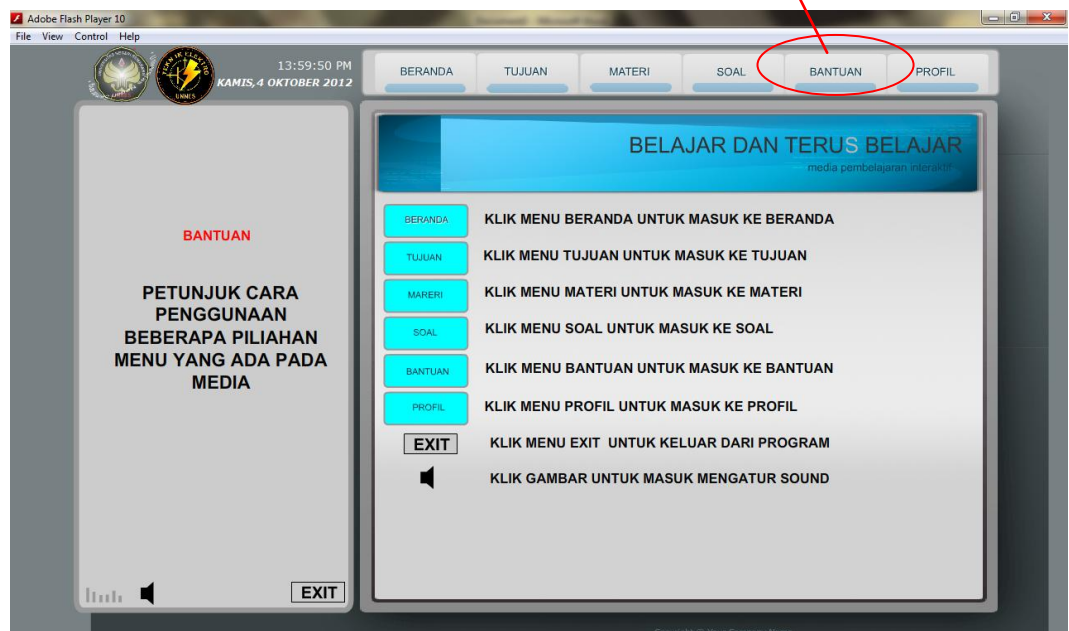 Adobe Flash Player 10
File View Control Help
TEKNIK ELEKTRO
UNNES
13:59:50 PM
KAMIS,4 OKTOBER 2012
BERANDA TUJUAN MATERI SOAL BANTUAN PROFIL
BELAJAR DAN TERUS BELAJAR
media pembelajaran interaktif
BANTUAN
PETUNJUK CARA
PENGGUNAAN
BEBERAPA PILIAHAN
MENU YANG ADA PADA
MEDIA
BERANDA KLIK MENU BERANDA UNTUK MASUK KE BERANDA
TUJUAN KLIK MENU TUJUAN UNTUK MASUK KE TUJUAN
MARERI KLIK MENU MATERI UNTUK MASUK KE MATERI
SOAL KLIK MENU SOAL UNTUK MASUK KE SOAL
BANTUAN KLIK MENU BANTUAN UNTUK MASUK KE BANTUAN
PROFIL KLIK MENU PROFIL UNTUK MASUK KE PROFIL
EXIT KLIK MENU EXIT UNTUK KELUAR DARI PROGRAM
KLIK GAMBAR UNTUK MASUK MENGATUR SOUND
EXIT